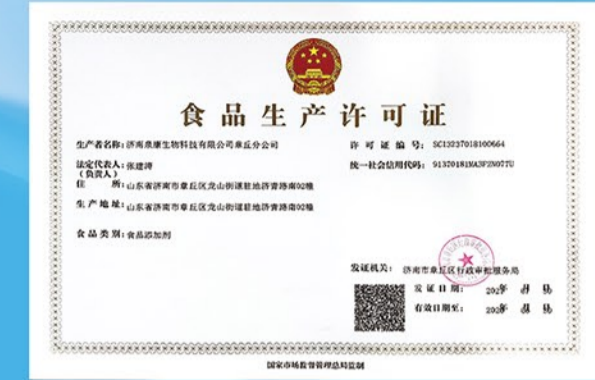 食品生产许可证
生产者名称：济南泉康生物科技有限公司章丘分公司
许可证编号：SC13237018100664
法定代表人：张建涛
（负责人）
统一社会信用代码：91370181MA3F2N077U
住所：山东省济南市章丘区龙山街道驻地济青路南02幢
生产地址：山东省济南市章丘区龙山街道驻地济青路南02幢
食品类别：食品添加剂
发证机关：济南市章丘区行政审批服务局
发证日期：
有效日期至：
国家市场监督管理总局监制